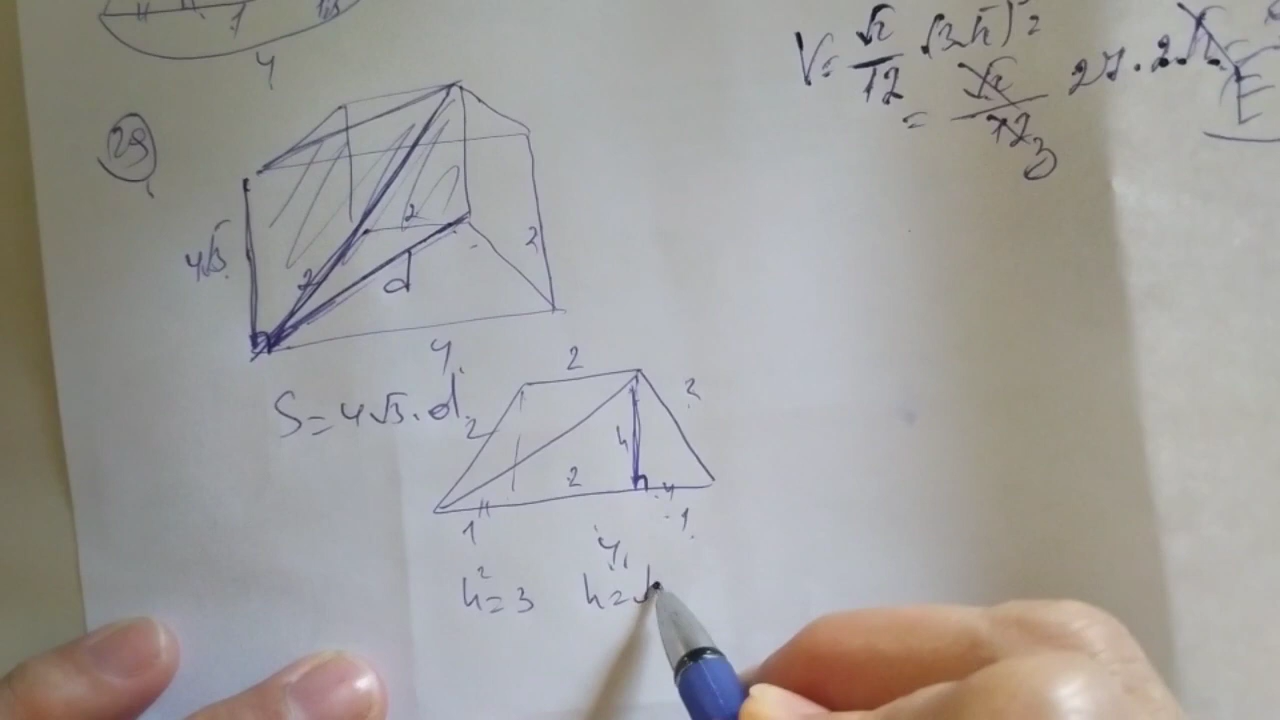 4
29
V = √2/12 (3√2)²
= √2/12 3 27 · 2 · √2
E
4√3
2
2
2
d
4
S = 4√3 · d
2
2
2
h
2
1
1
4
h² = 3 h = √